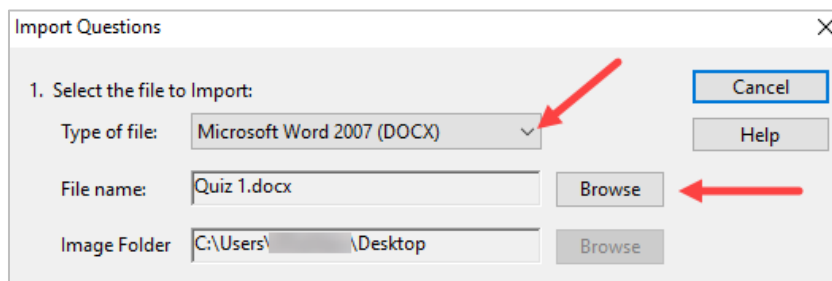 Import Questions
1. Select the file to Import:
Cancel
Type of file: Microsoft Word 2007 (DOCX)
Help
File name: Quiz 1.docx Browse
Image Folder C:\Users\ \Desktop Browse